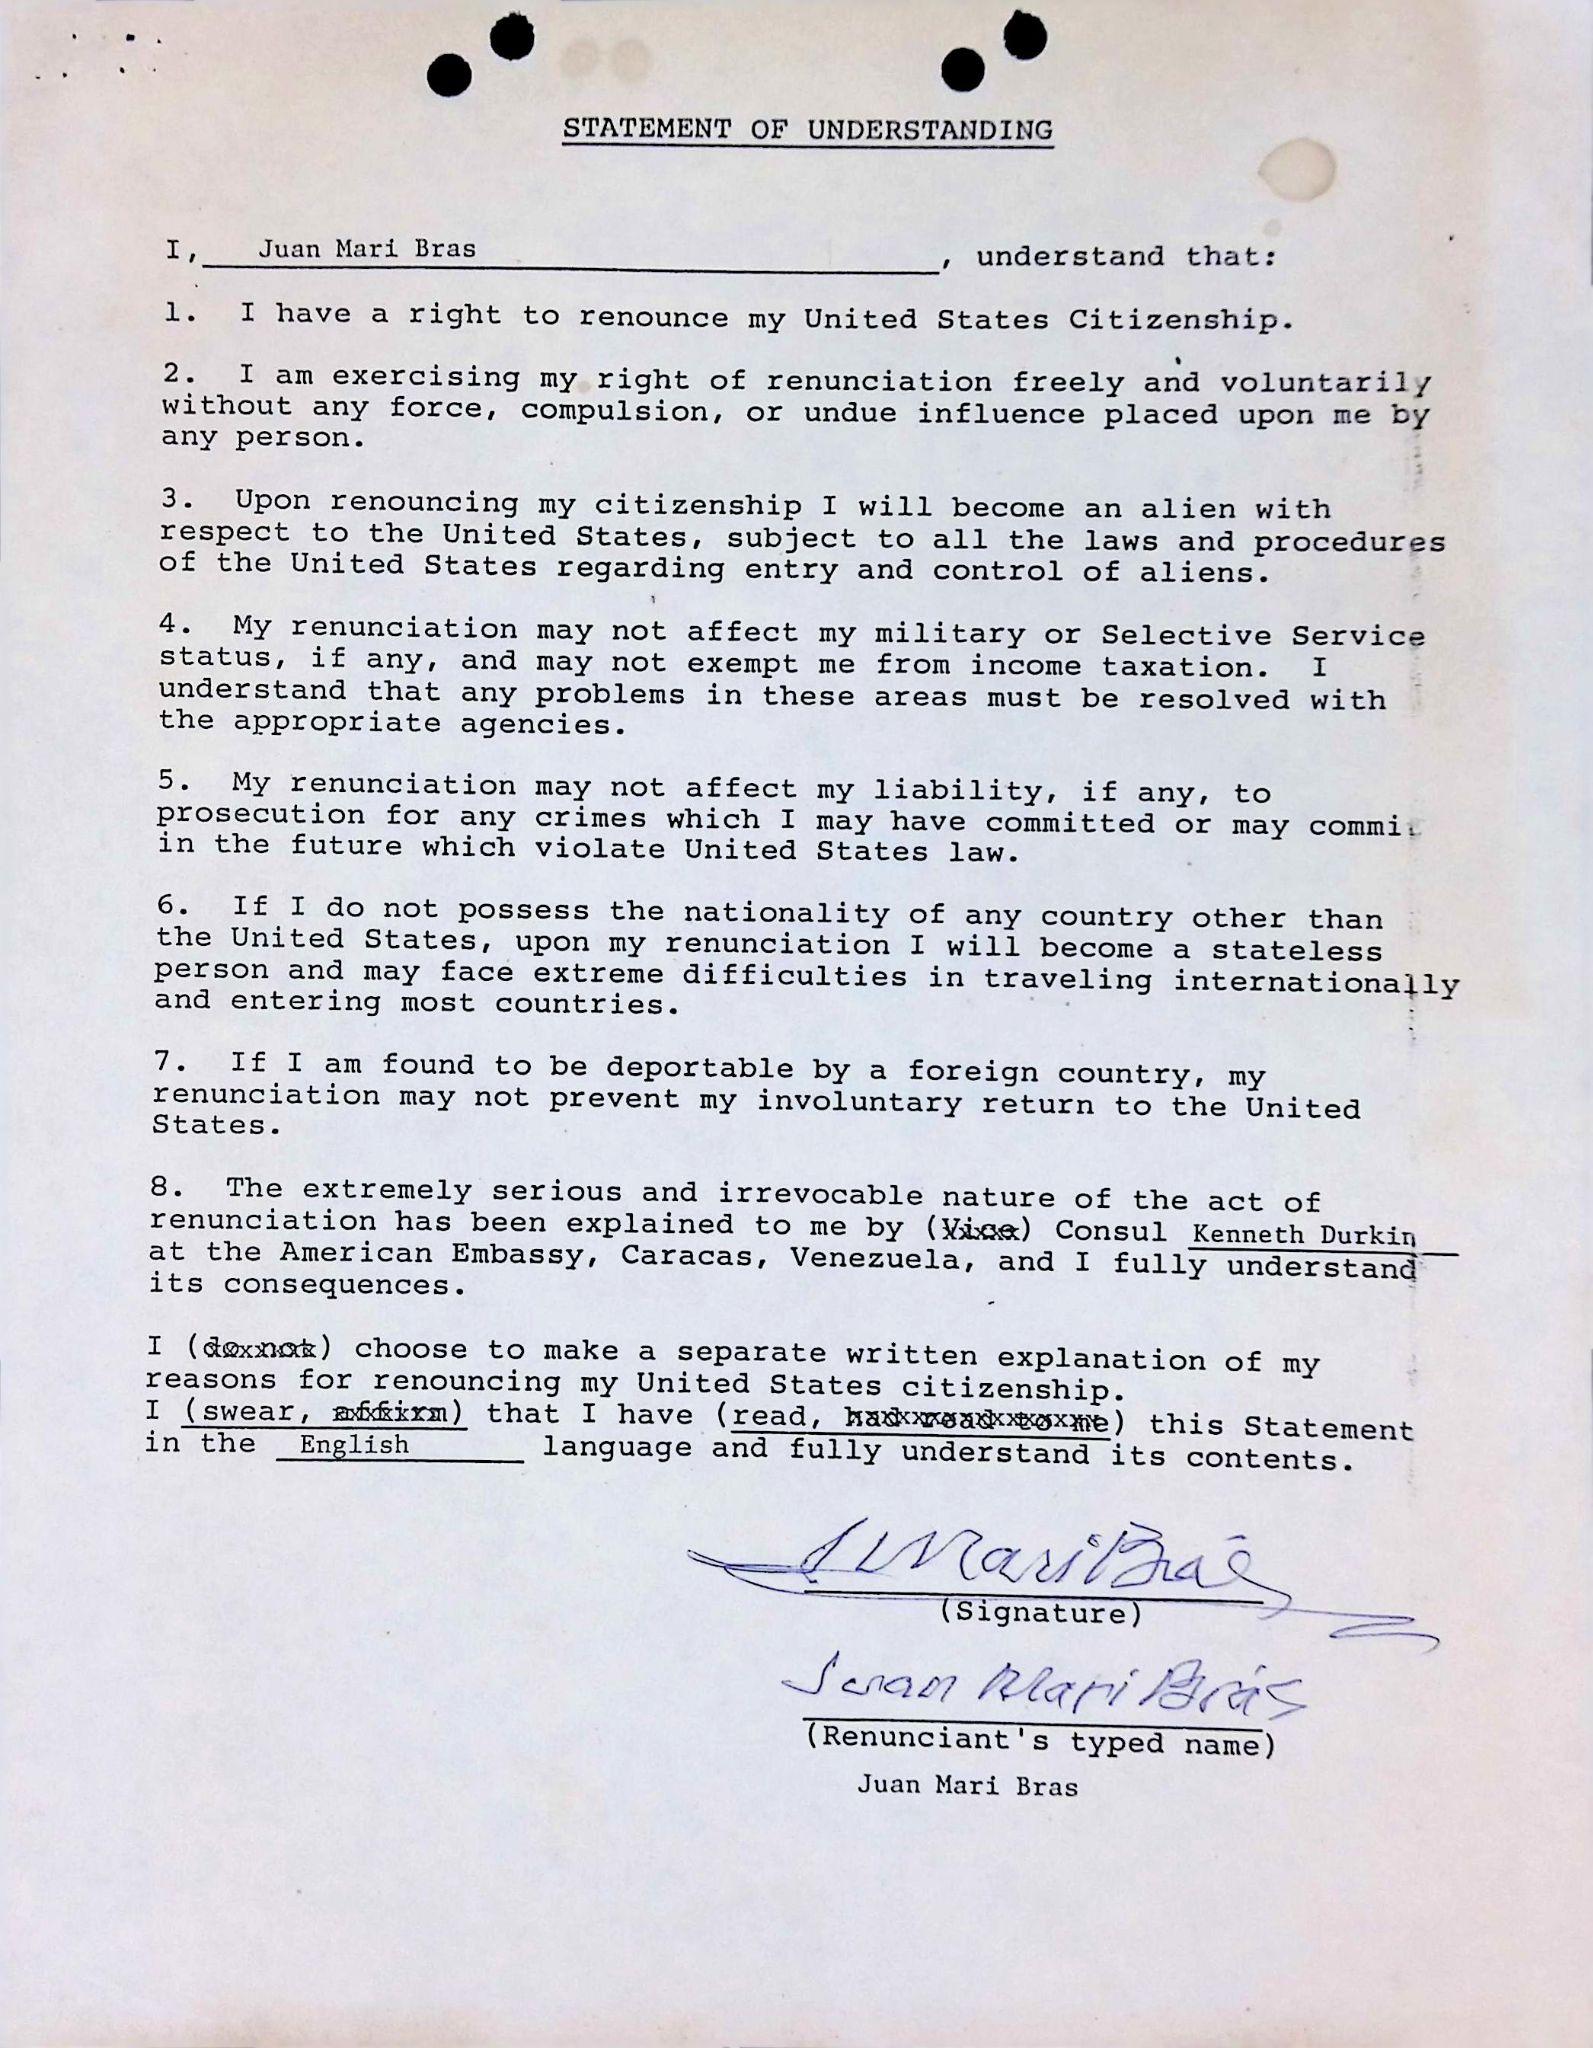 STATEMENT OF UNDERSTANDING
I, Juan Mari Bras, understand that:
1. I have a right to renounce my United States Citizenship.
2. I am exercising my right of renunciation freely and voluntarily
without any force, compulsion, or undue influence placed upon me by
any person.
3. Upon renouncing my citizenship I will become an alien with
respect to the United States, subject to all the laws and procedures
of the United States regarding entry and control of aliens.
4. My renunciation may not affect my military or Selective Service
status, if any, and may not exempt me from income taxation. I
understand that any problems in these areas must be resolved with
the appropriate agencies.
5. My renunciation may not affect my liability, if any, to
prosecution for any crimes which I may have committed or may commit
in the future which violate United States law.
6. If I do not possess the nationality of any country other than
the United States, upon my renunciation I will become a stateless
person and may face extreme difficulties in traveling internationally
and entering most countries.
7. If I am found to be deportable by a foreign country, my
renunciation may not prevent my involuntary return to the United
States.
8. The extremely serious and irrevocable nature of the act of
renunciation has been explained to me by (Vice) Consul Kenneth Durkin
at the American Embassy, Caracas, Venezuela, and I fully understand
its consequences.
I (do not) choose to make a separate written explanation of my
reasons for renouncing my United States citizenship.
I (swear, affirm) that I have (read, had read to me) this Statement
in the English language and fully understand its contents.
J Mari Brás
(Signature)
Juan Mari Brás
(Renunciant's typed name)
Juan Mari Bras